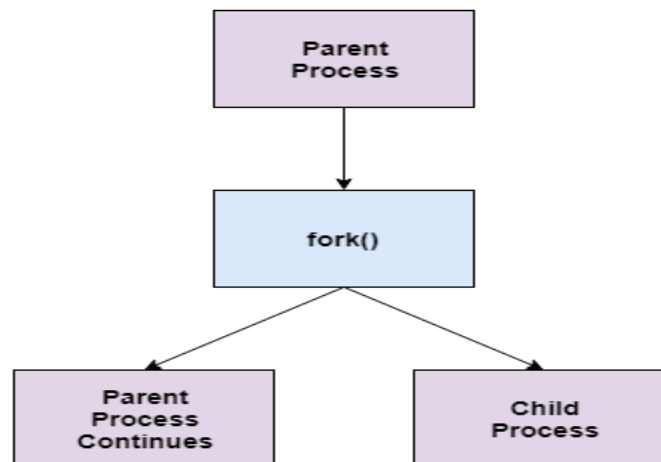 Parent
Process
fork()
Parent
Process
Continues
Child
Process